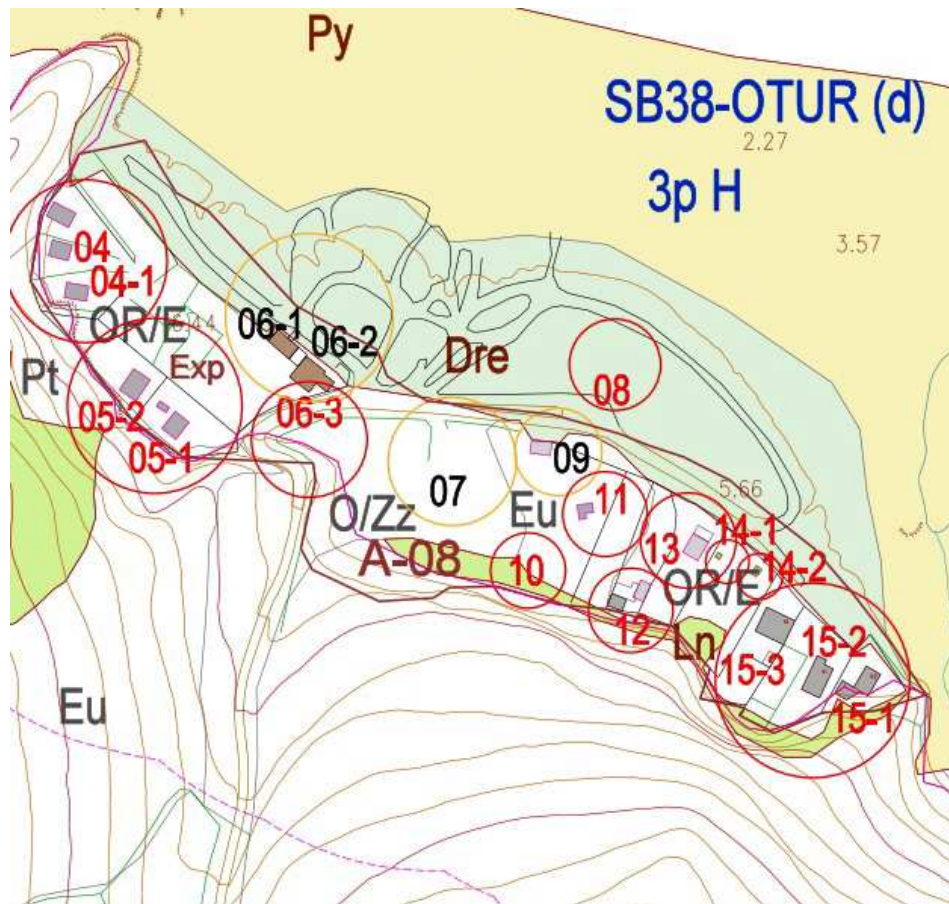 Py
SB38-OTUR (d)
2.27
3p H
3.57
04
04-1
OR/E
6.44
06-1
06-2
Exp
Dre
Pt
08
05-2
05-1
06-3
09
07
5.66
O/Zz
Eu
11
14-1
A-08
10
13
14-2
OR/E
12
Ln
15-2
15-3
15-1
Eu